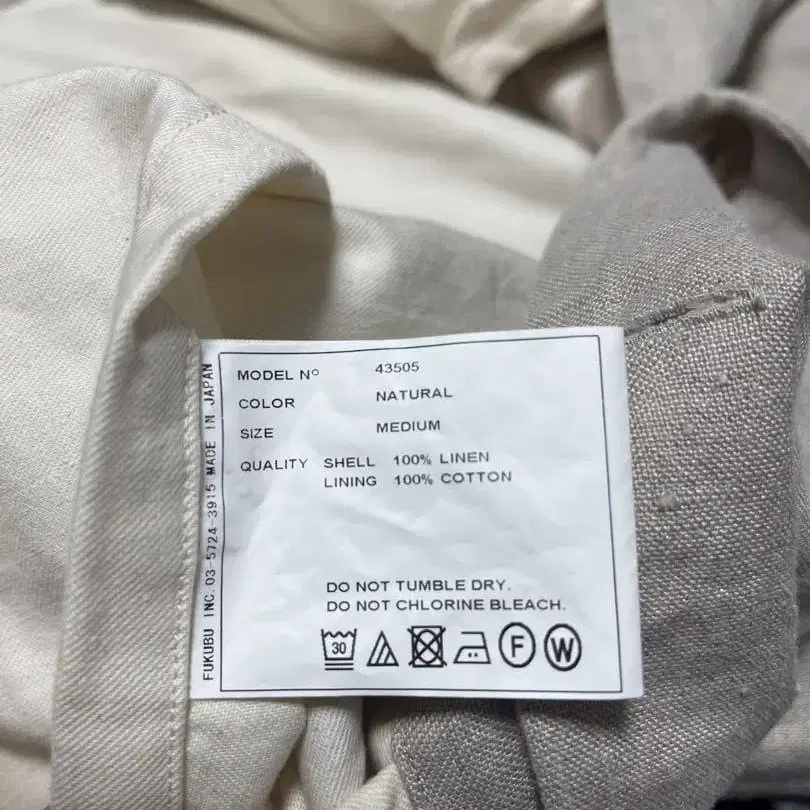 MODEL Nº 43505
COLOR NATURAL
SIZE MEDIUM
QUALITY SHELL 100% LINEN
LINING 100% COTTON
DO NOT TUMBLE DRY.
DO NOT CHLORINE BLEACH.
30 F W
FUKUBU INC. 03-5724-3915 MADE IN JAPAN